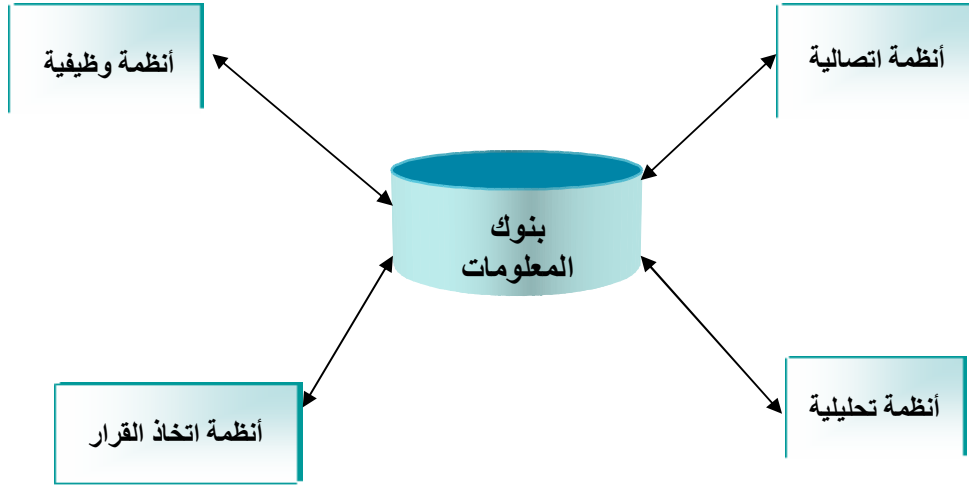 أنظمة اتصالية
أنظمة وظيفية
بنوك
المعلومات
أنظمة تحليلية
أنظمة اتخاذ القرار